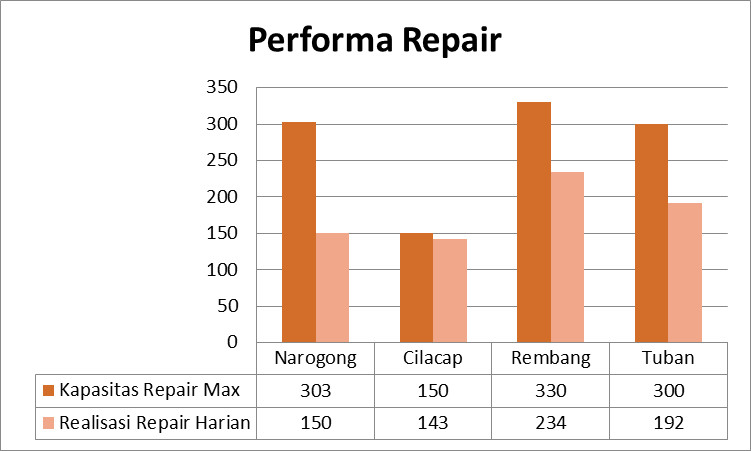 Performa Repair
350
300
250
200
150
100
50
0
Narogong Cilacap Rembang Tuban
Kapasitas Repair Max 303 150 330 300
Realisasi Repair Harian 150 143 234 192